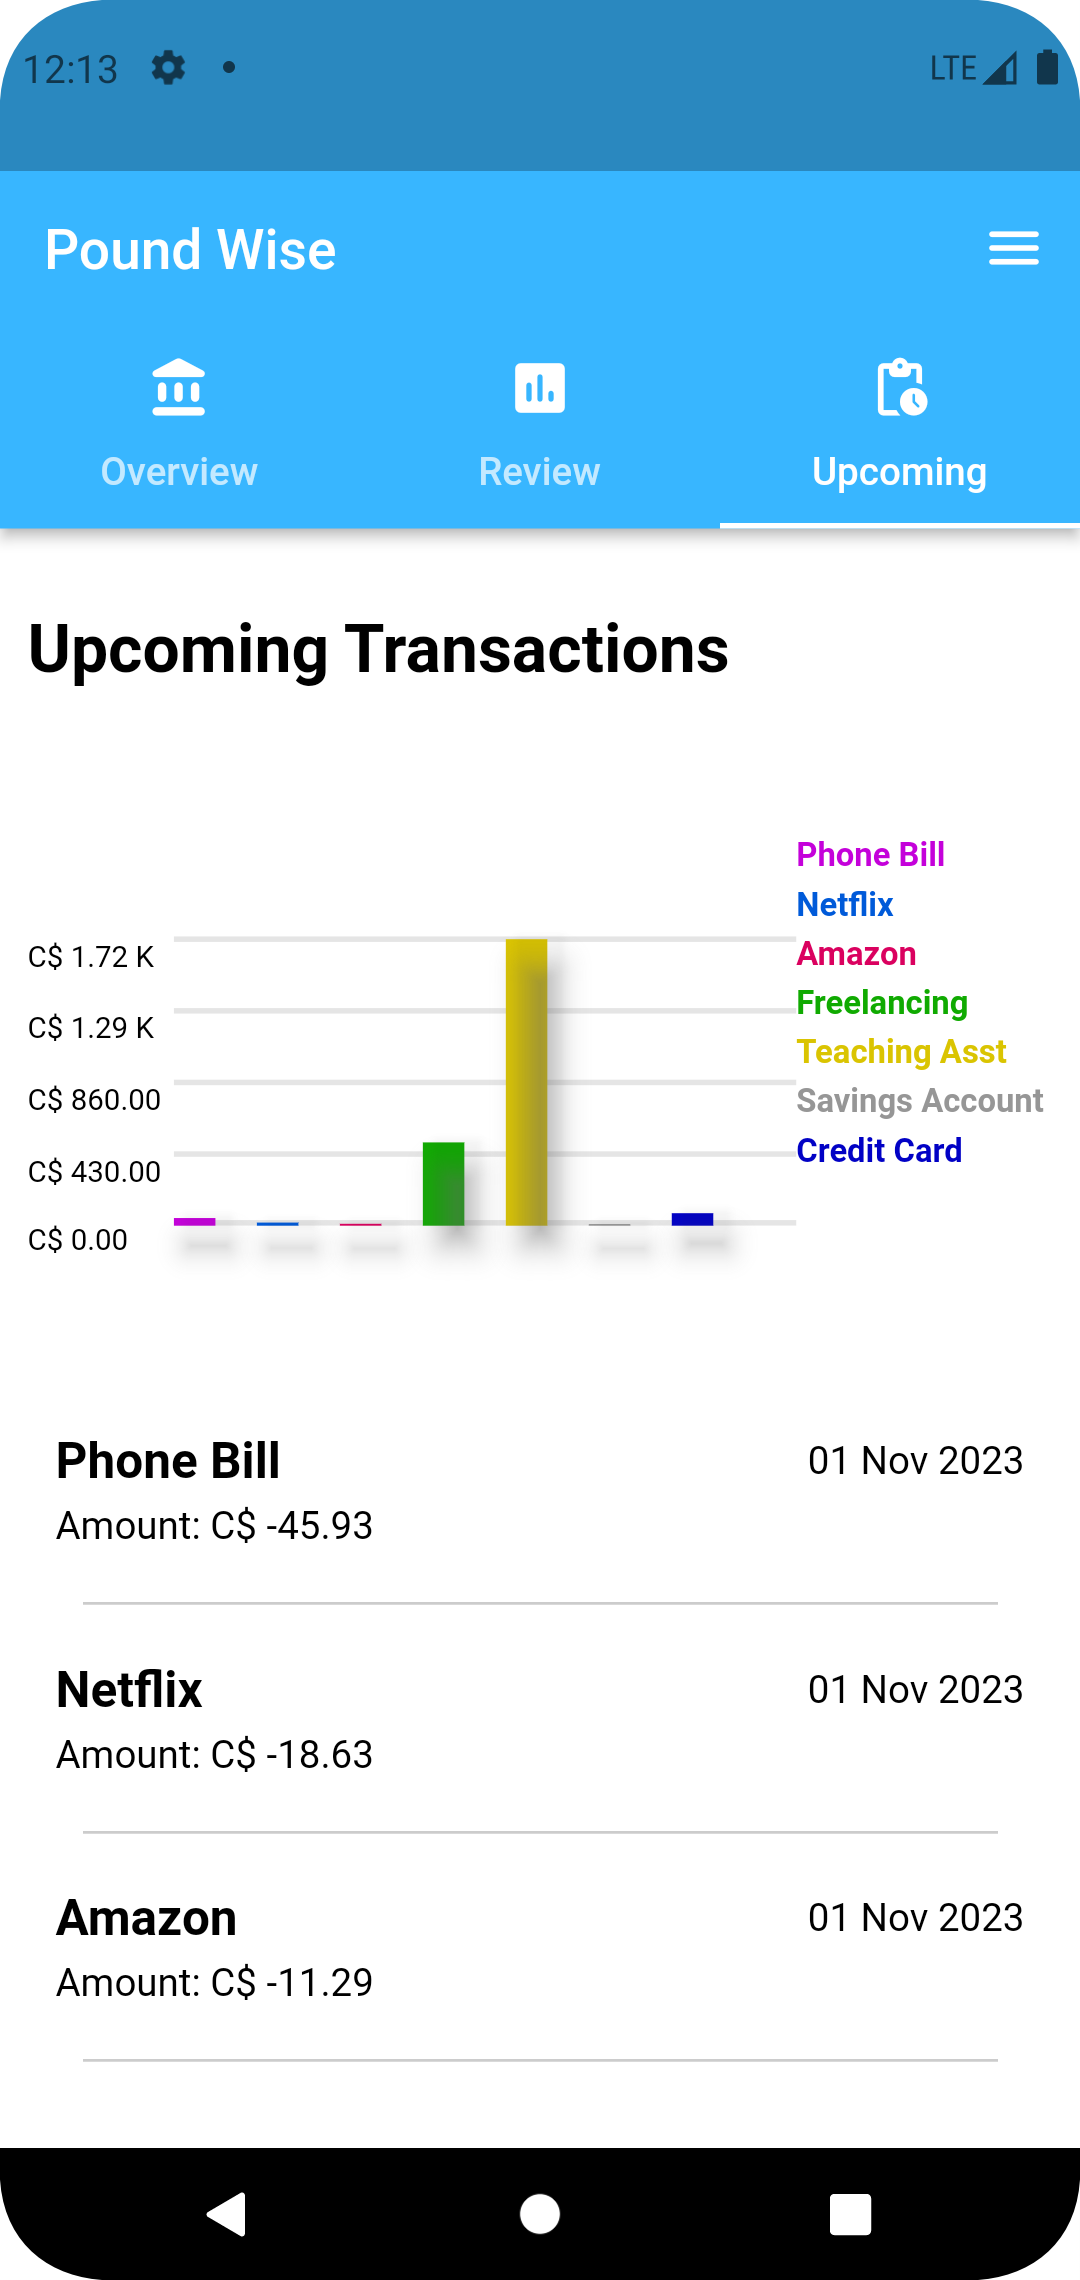 12:13
LTE
Pound Wise
Overview
Review
Upcoming
Upcoming Transactions
C$ 1.72 K
C$ 1.29 K
C$ 860.00
C$ 430.00
C$ 0.00
Phone Bill
Netflix
Amazon
Freelancing
Teaching Asst
Savings Account
Credit Card
Phone Bill
01 Nov 2023
Amount: C$ -45.93
Netflix
01 Nov 2023
Amount: C$ -18.63
Amazon
01 Nov 2023
Amount: C$ -11.29